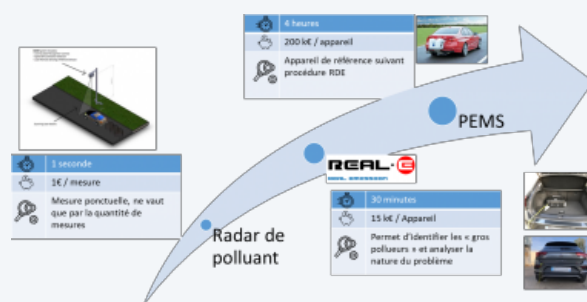 4 heures
200 k€ / appareil
Appareil de référence suivant
procédure RDE
PEMS
1 seconde
1€ / mesure
Mesure ponctuelle, ne vaut
que par la quantité de
mesures
REAL-e
30 minutes
15 k€ / Appareil
Permet d'identifier les « gros
pollueurs » et analyser la
nature du problème
Radar de
polluant